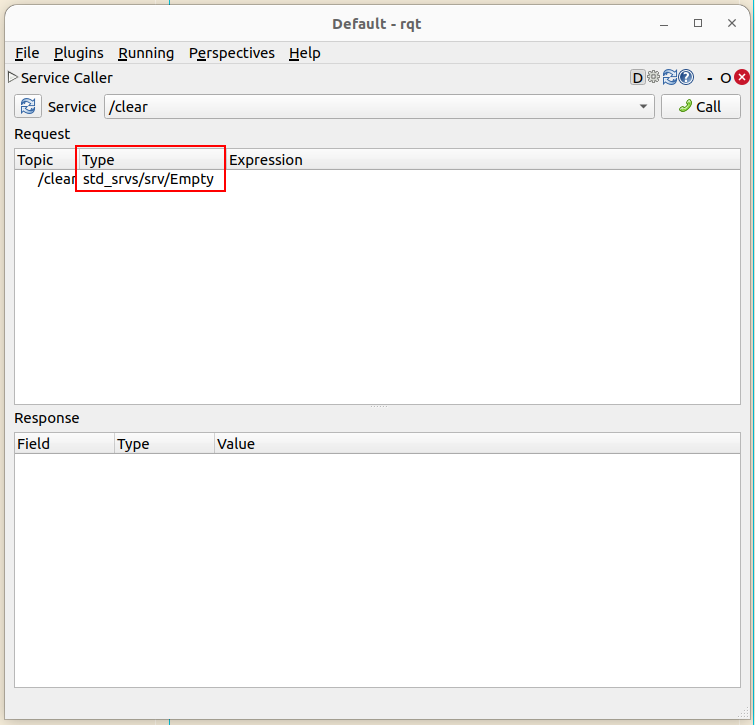 Default - rqt
File Plugins Running Perspectives Help
Service Caller D ? - O
Service /clear Call
Request
Topic Type Expression
/clear std_srvs/srv/Empty
Response
Field Type Value